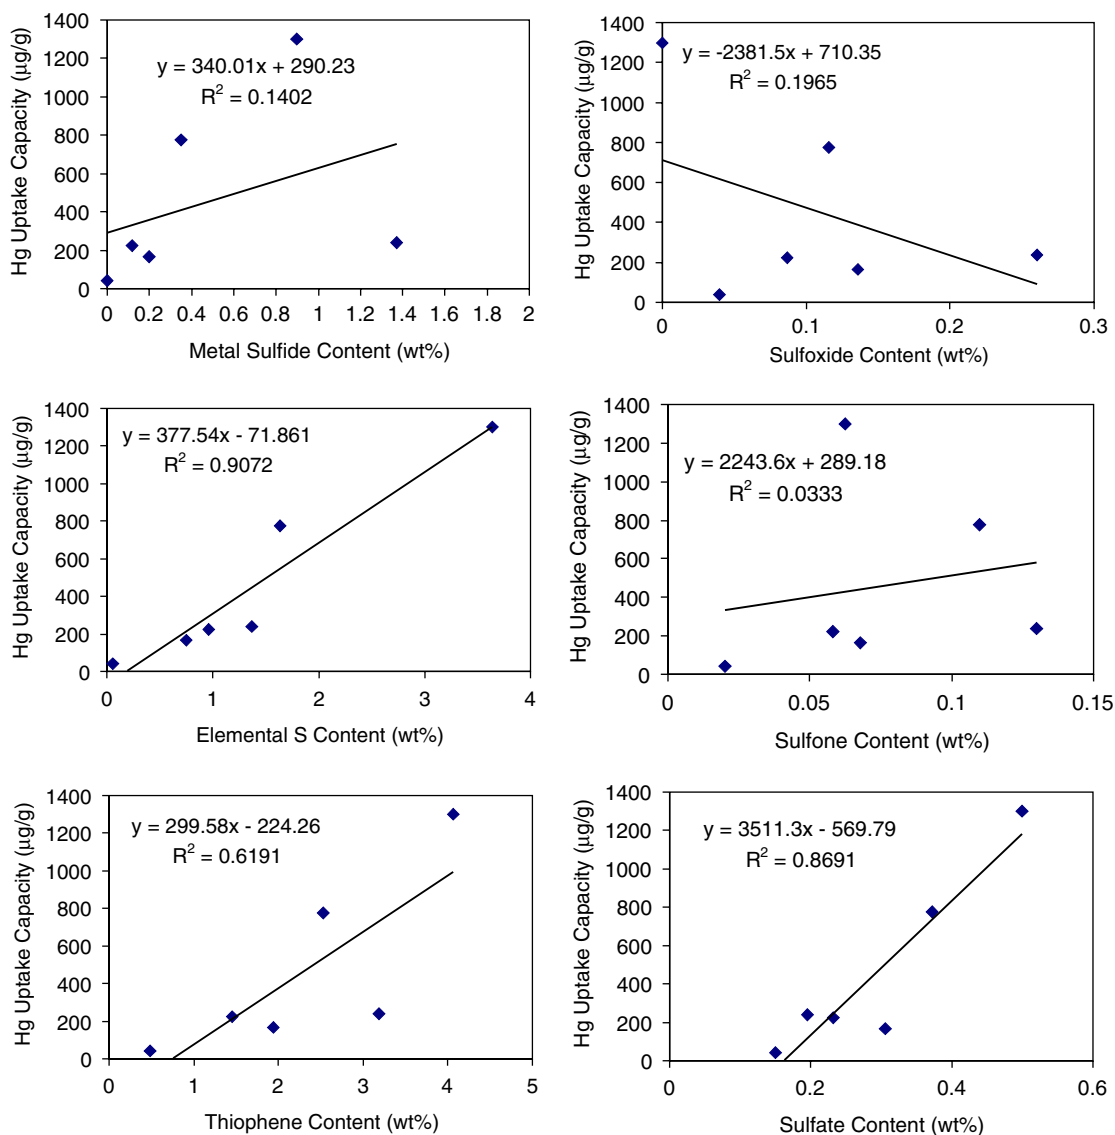 1400
1200
1000
800
600
400
200
0
Hg Uptake Capacity (µg/g)
y = 340.01x + 290.23
R² = 0.1402
0 0.2 0.4 0.6 0.8 1 1.2 1.4 1.6 1.8 2
Metal Sulfide Content (wt%)
1400
1200
1000
800
600
400
200
0
Hg Uptake Capacity (µg/g)
y = -2381.5x + 710.35
R² = 0.1965
0 0.1 0.2 0.3
Sulfoxide Content (wt%)
1400
1200
1000
800
600
400
200
0
Hg Uptake Capacity (µg/g)
y = 377.54x - 71.861
R² = 0.9072
0 1 2 3 4
Elemental S Content (wt%)
1400
1200
1000
800
600
400
200
0
Hg Uptake Capacity (µg/g)
y = 2243.6x + 289.18
R² = 0.0333
0 0.05 0.1 0.15
Sulfone Content (wt%)
1400
1200
1000
800
600
400
200
0
Hg Uptake Capacity (µg/g)
y = 299.58x - 224.26
R² = 0.6191
0 1 2 3 4 5
Thiophene Content (wt%)
1400
1200
1000
800
600
400
200
0
Hg Uptake Capacity (µg/g)
y = 3511.3x - 569.79
R² = 0.8691
0 0.2 0.4 0.6
Sulfate Content (wt%)